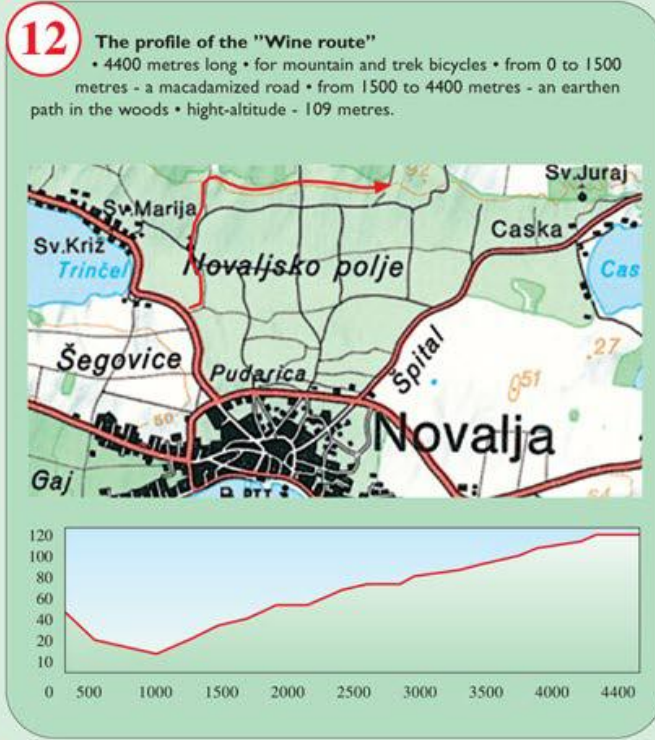 12
The profile of the "Wine route"
• 4400 metres long • for mountain and trek bicycles • from 0 to 1500
metres - a macadamized road • from 1500 to 4400 metres - an earthen
path in the woods • hight-altitude - 109 metres.
92
Sv.Juraj
Sv.Marija
Caska
Sv.Križ
Novaljsko polje
Trinčel
Cas
Šegovice
Špital
27
Pudarica
51
50
Novalja
Gaj
PTT
120
100
80
60
40
20
10
0 500 1000 1500 2000 2500 3000 3500 4000 4400